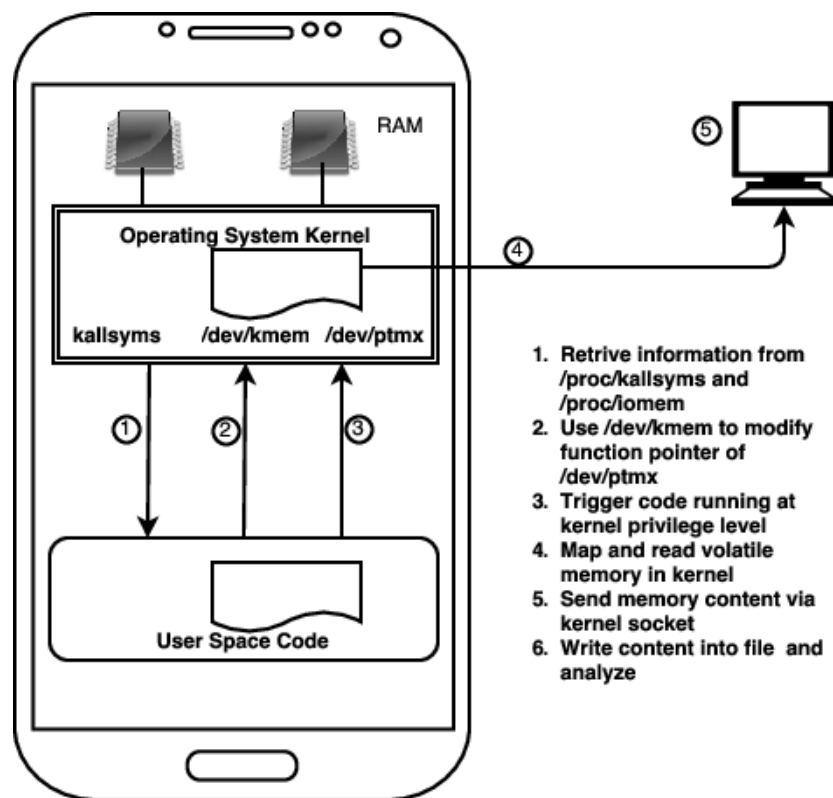 RAM
5
Operating System Kernel
4
kallsyms /dev/kmem /dev/ptmx
1 2 3
User Space Code
1. Retrive information from
/proc/kallsyms and
/proc/iomem
2. Use /dev/kmem to modify
function pointer of
/dev/ptmx
3. Trigger code running at
kernel privilege level
4. Map and read volatile
memory in kernel
5. Send memory content via
kernel socket
6. Write content into file and
analyze